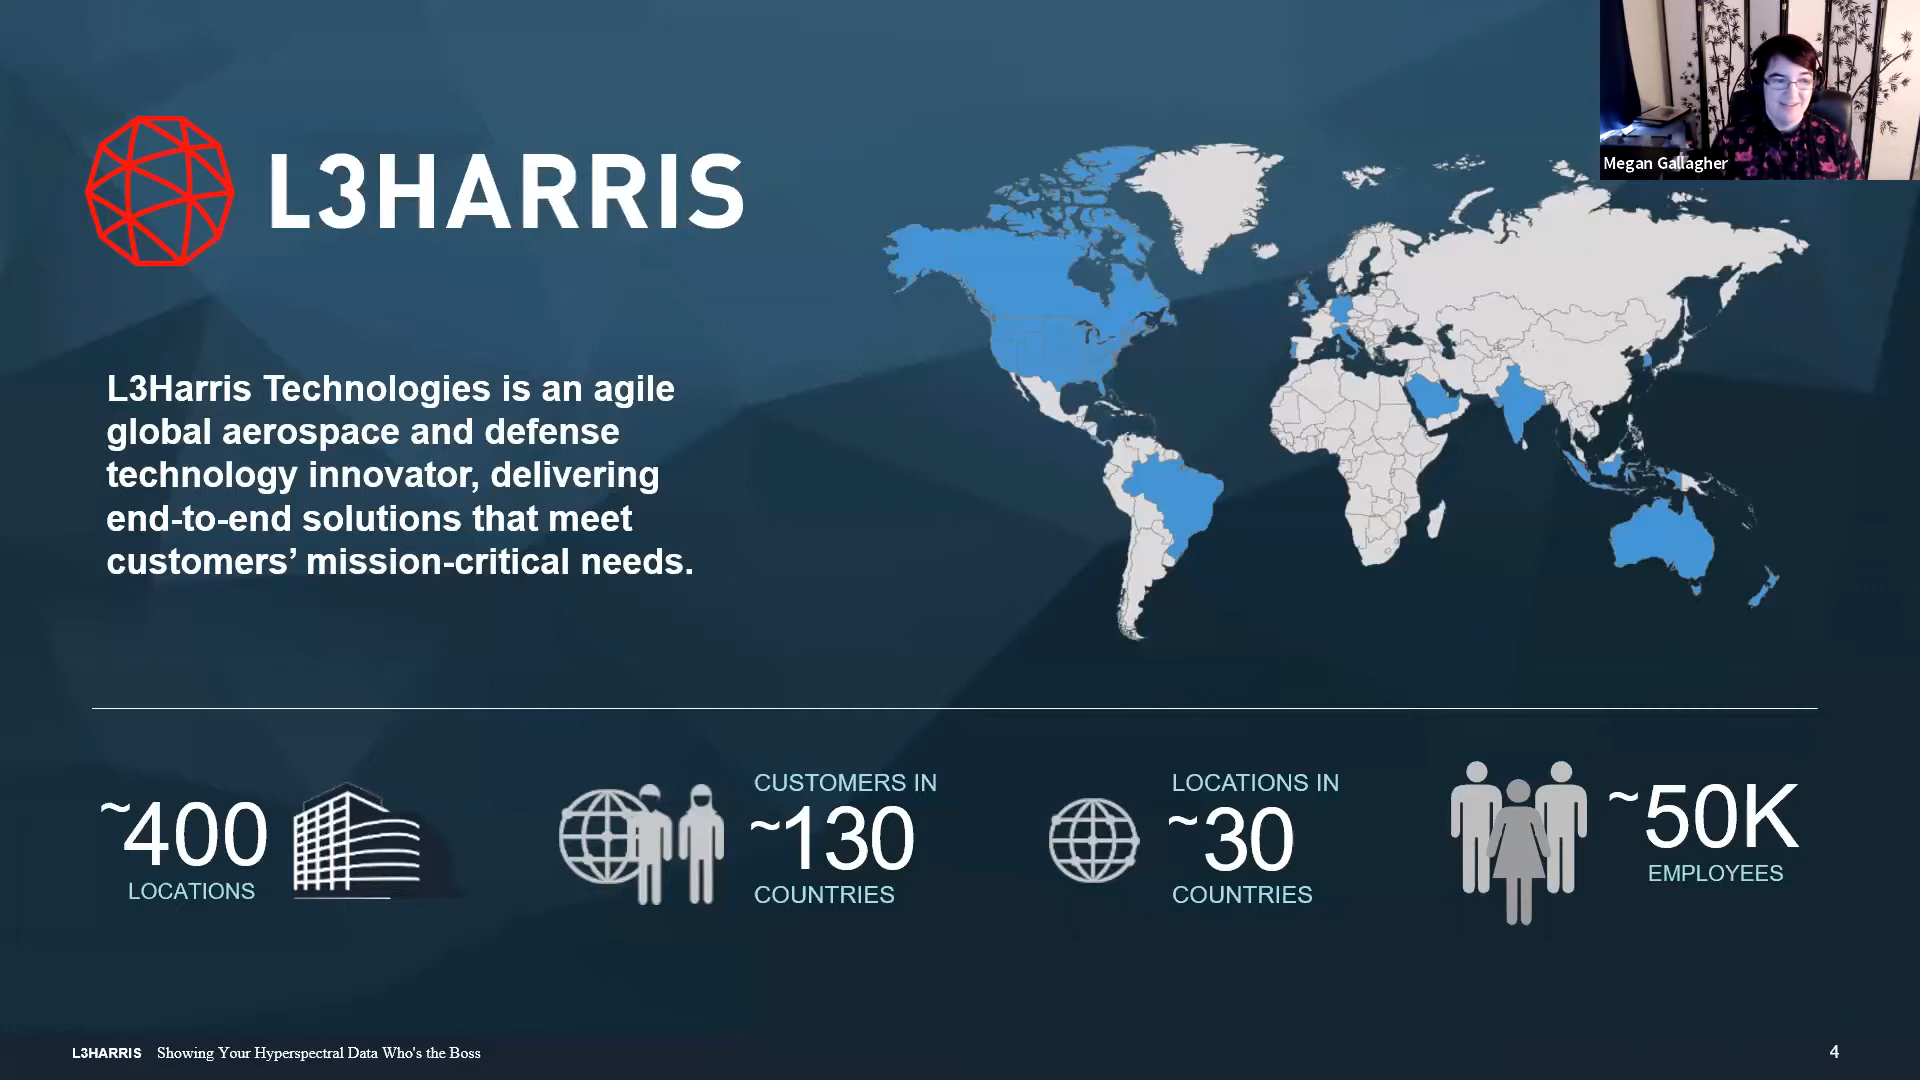 Megan Gallagher
L3HARRIS
L3Harris Technologies is an agile
global aerospace and defense
technology innovator, delivering
end-to-end solutions that meet
customers’ mission-critical needs.
~400
LOCATIONS
CUSTOMERS IN
~130
COUNTRIES
LOCATIONS IN
~30
COUNTRIES
~50K
EMPLOYEES
L3HARRIS Showing Your Hyperspectral Data Who's the Boss
4